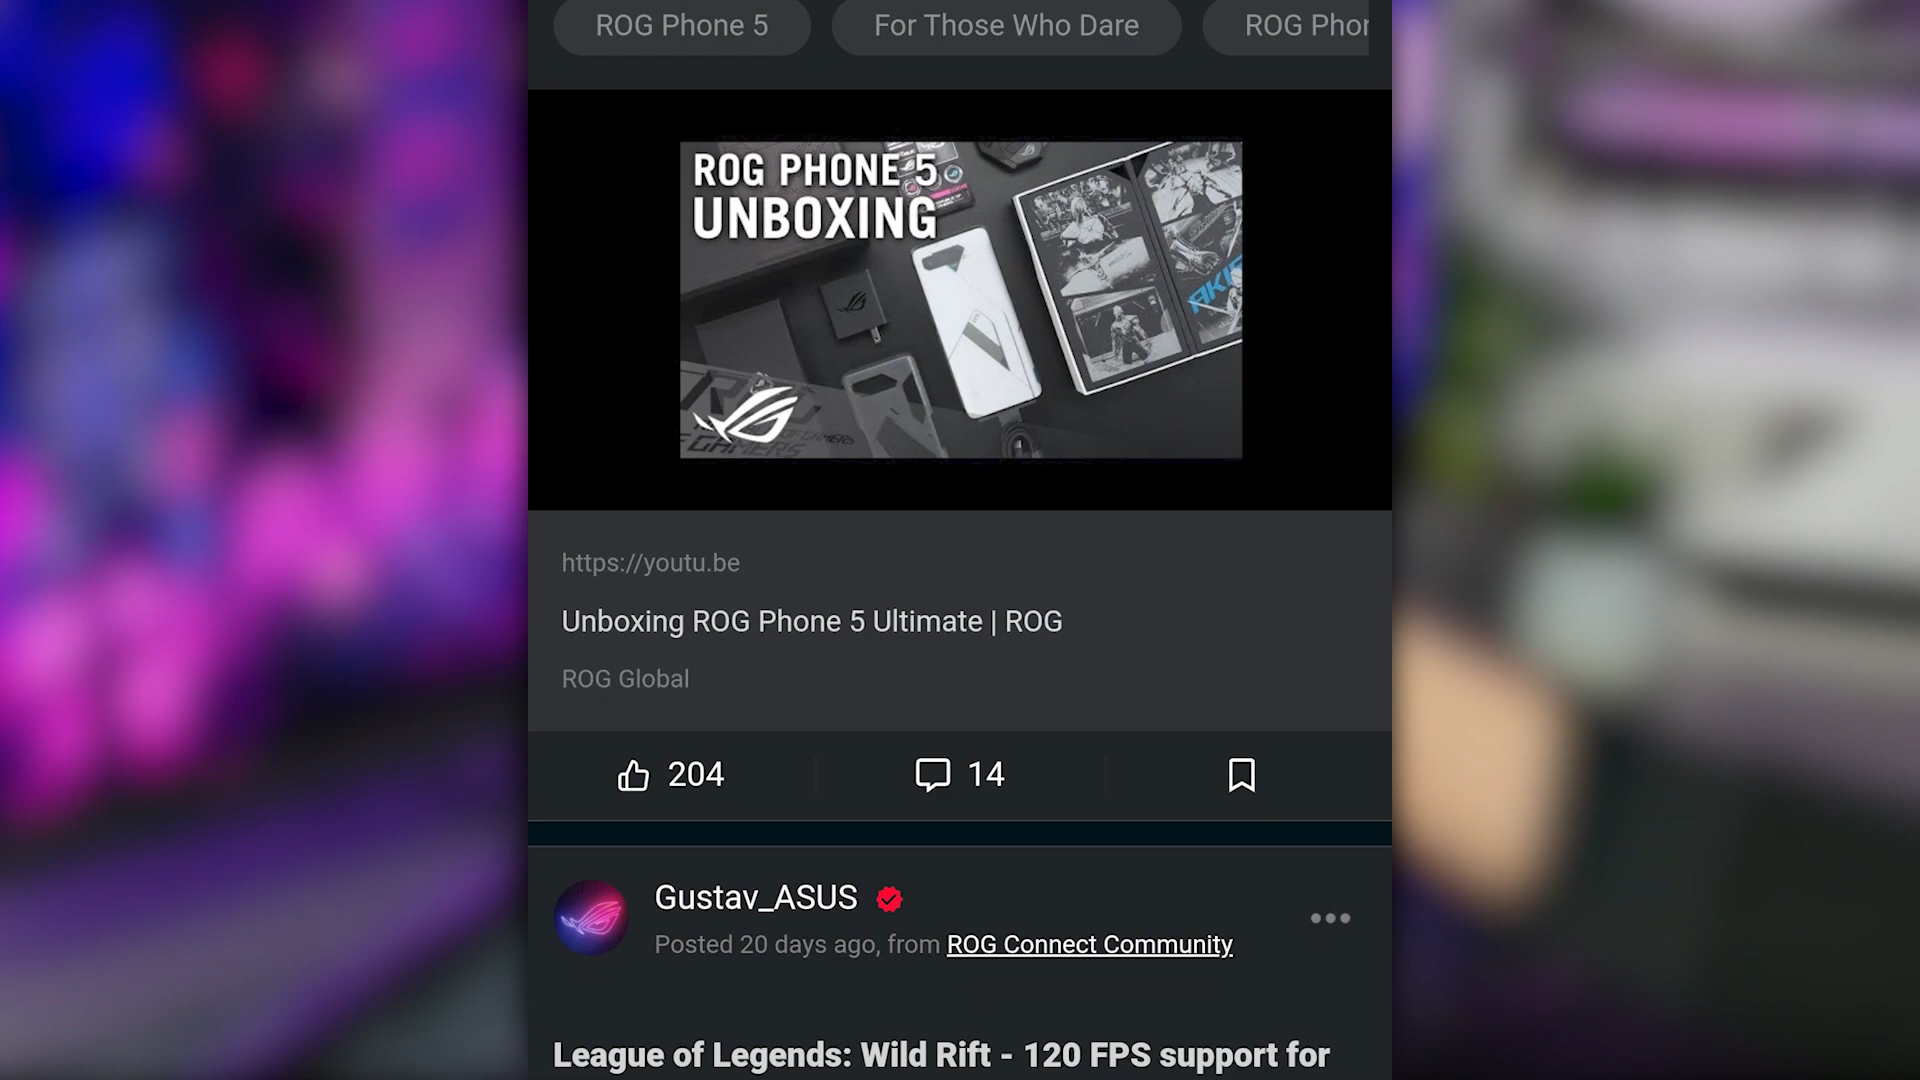 ROG Phone 5
For Those Who Dare
ROG Phon
ROG PHONE 5
UNBOXING
AKIR
GAMERS
https://youtu.be
Unboxing ROG Phone 5 Ultimate | ROG
ROG Global
204
14
Gustav_ASUS
Posted 20 days ago, from ROG Connect Community
League of Legends: Wild Rift - 120 FPS support for